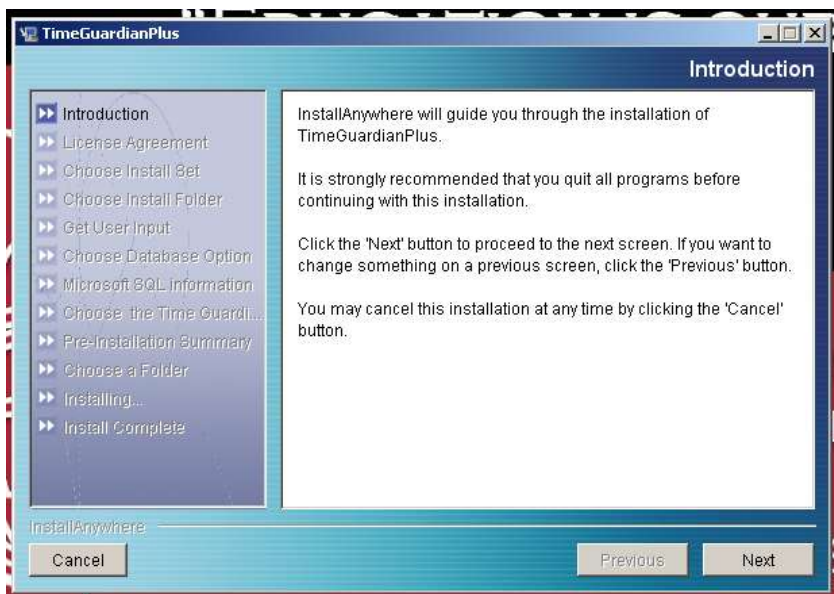 TimeGuardianPlus
Introduction
Introduction
License Agreement
Choose Install Set
Choose Install Folder
Get User Input
Choose Database Option
Microsoft SQL information
Choose  the Time Guardi...
Pre-Installation Summary
Choose a Folder
Installing...
Install Complete
InstallAnywhere will guide you through the installation of
TimeGuardianPlus.
It is strongly recommended that you quit all programs before
continuing with this installation.
Click the 'Next' button to proceed to the next screen. If you want to
change something on a previous screen, click the 'Previous' button.
You may cancel this installation at any time by clicking the 'Cancel'
button.
InstallAnywhere
Cancel
Previous
Next